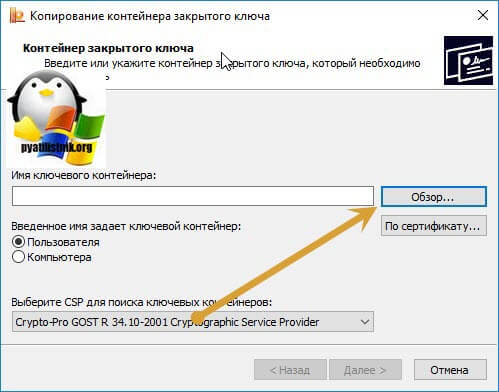 Копирование контейнера закрытого ключа
Контейнер закрытого ключа
Введите или укажите контейнер закрытого ключа, который необходимо
pyatilistnik.org
Имя ключевого контейнера:
Обзор...
Введенное имя задает ключевой контейнер:
По сертификату...
Пользователя
Компьютера
Выберите CSP для поиска ключевых контейнеров:
Crypto-Pro GOST R 34.10-2001 Cryptographic Service Provider
< Назад
Далее >
Отмена